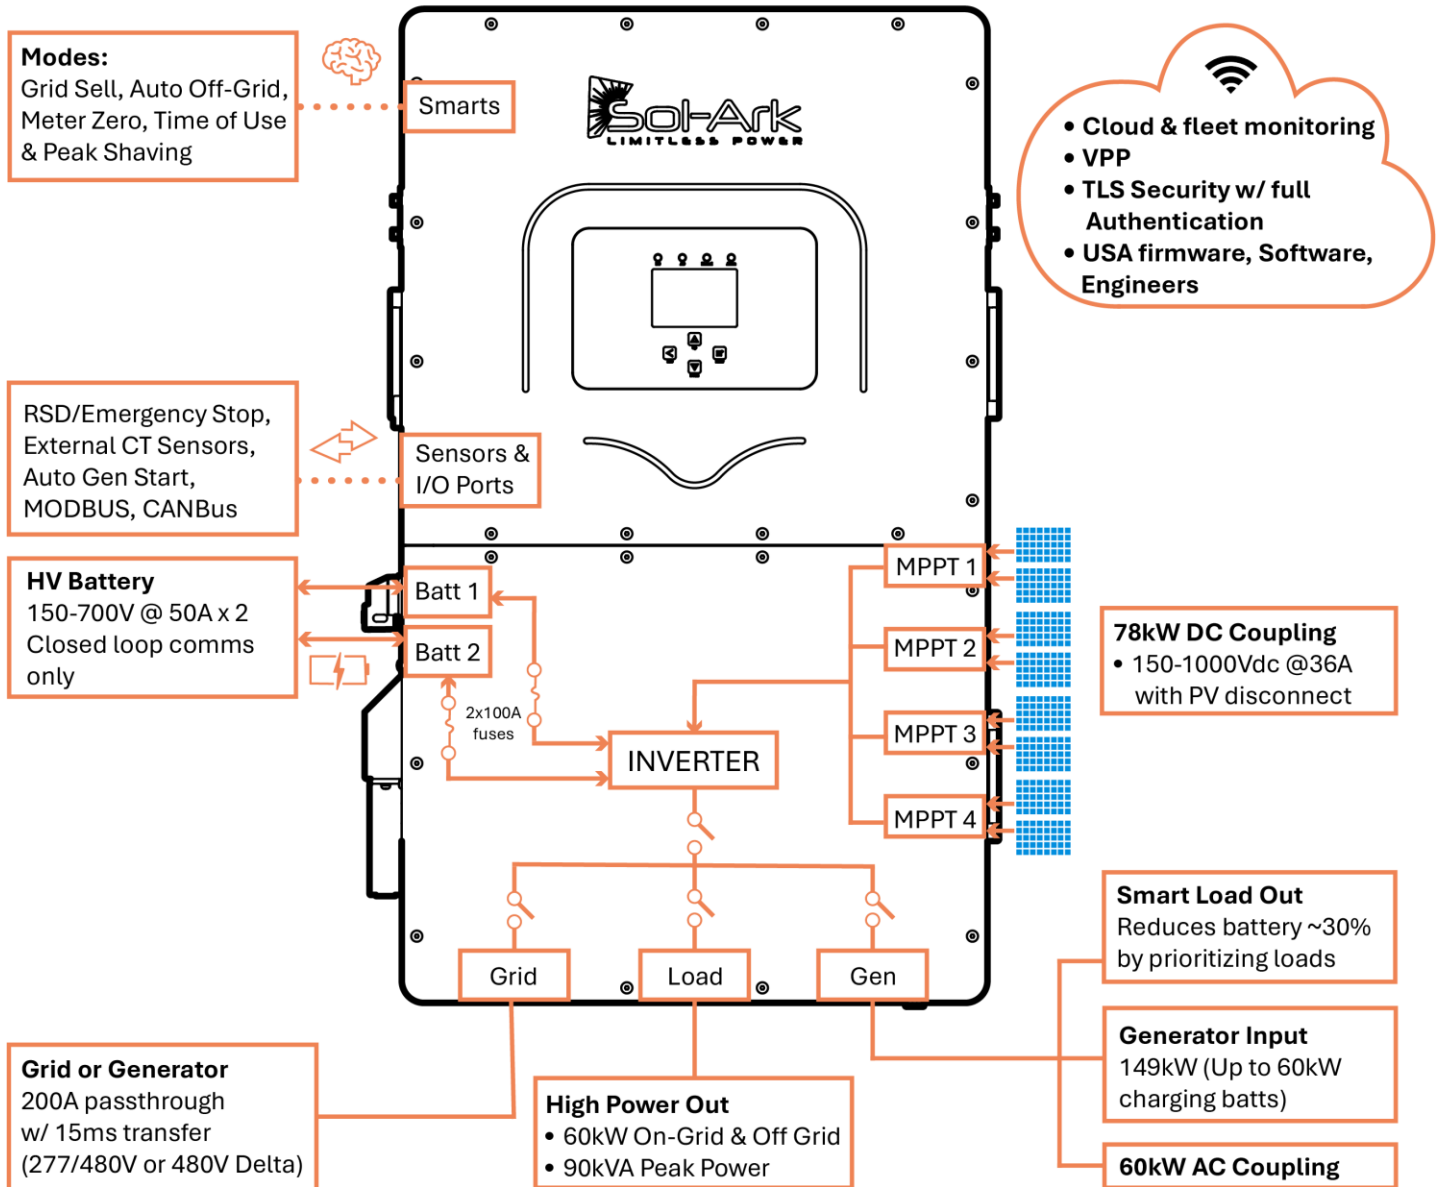 Modes:
Grid Sell, Auto Off-Grid,
Meter Zero, Time of Use
& Peak Shaving
Smarts
Sol-Ark
LIMITLESS POWER
• Cloud & fleet monitoring
• VPP
• TLS Security w/ full
Authentication
• USA firmware, Software,
Engineers
RSD/Emergency Stop,
External CT Sensors,
Auto Gen Start,
MODBUS, CANBus
Sensors &
I/O Ports
HV Battery
150-700V @ 50A x 2
Closed loop comms
only
Batt 1
Batt 2
2x100A
fuses
INVERTER
MPPT 1
MPPT 2
MPPT 3
MPPT 4
78kW DC Coupling
• 150-1000Vdc @36A
with PV disconnect
Grid
Load
Gen
Smart Load Out
Reduces battery ~30%
by prioritizing loads
Generator Input
149kW (Up to 60kW
charging batts)
60kW AC Coupling
Grid or Generator
200A passthrough
w/ 15ms transfer
(277/480V or 480V Delta)
High Power Out
• 60kW On-Grid & Off Grid
• 90kVA Peak Power